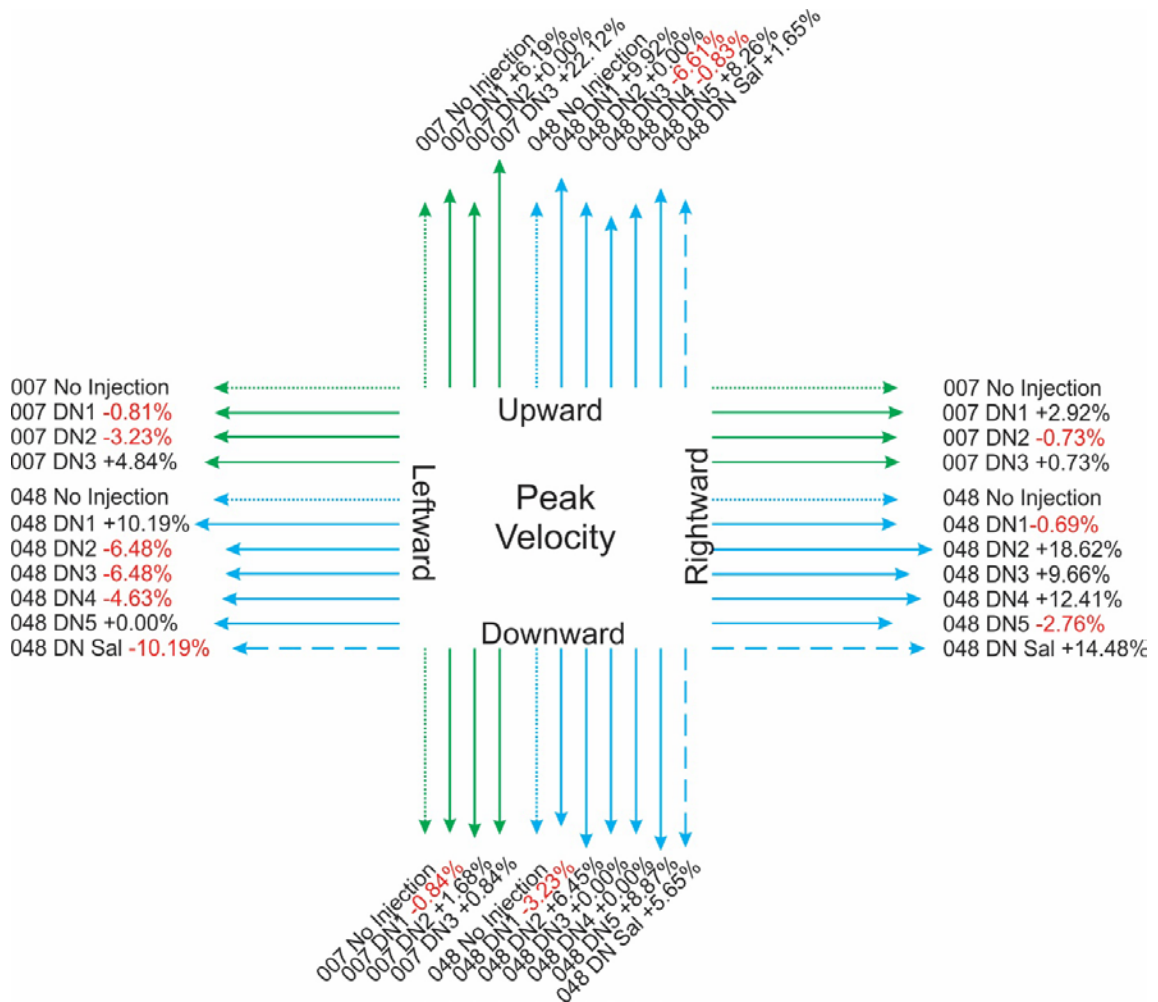 007 No Injection
007 DN1 +6.19%
007 DN2 +0.00%
007 DN3 +22.12%
048 No Injection
048 DN1 +9.92%
048 DN2 +0.00%
048 DN3 -6.61%
048 DN4 -0.83%
048 DN5 +8.26%
048 DN Sal +1.65%
007 No Injection
007 DN1 -0.81%
007 DN2 -3.23%
007 DN3 +4.84%
048 No Injection
048 DN1 +10.19%
048 DN2 -6.48%
048 DN3 -6.48%
048 DN4 -4.63%
048 DN5 +0.00%
048 DN Sal -10.19%
Upward
Leftward
Peak
Velocity
Rightward
Downward
007 No Injection
007 DN1 +2.92%
007 DN2 -0.73%
007 DN3 +0.73%
048 No Injection
048 DN1-0.69%
048 DN2 +18.62%
048 DN3 +9.66%
048 DN4 +12.41%
048 DN5 -2.76%
048 DN Sal +14.48%
007 No Injection
007 DN1 -0.84%
007 DN2 +1.68%
007 DN3 +0.84%
048 No Injection
048 DN1 -3.23%
048 DN2 +6.45%
048 DN3 +0.00%
048 DN4 +0.00%
048 DN5 +8.87%
048 DN Sal +5.65%